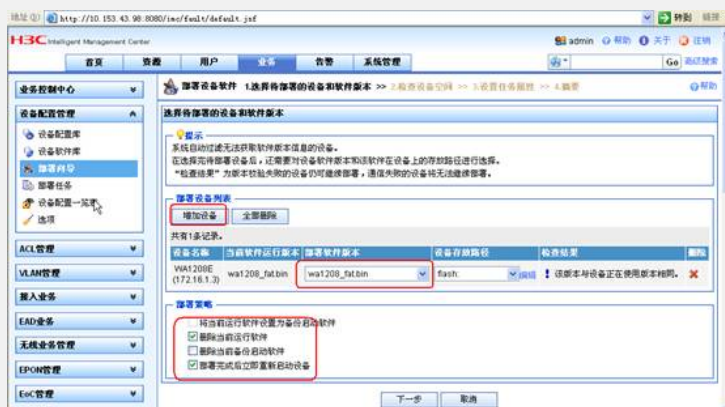 地址(D) http://10.153.43.98:8080/imc/fault/default.jsf 转到 链接
H3C Intelligent Management Center admin 帮助 关于 注销
首页 资源 用户 业务 告警 系统管理 Go 高级搜索
业务控制中心
设备配置管理
设备配置库
设备软件库
部署向导
部署任务
设备配置一览表
选项
ACL管理
VLAN管理
接入业务
EAD业务
无线业务管理
EPON管理
EoC管理
部署设备软件 1.选择待部署的设备和软件版本 >> 2.检查设备空间 >> 3.设置任务属性 >> 4.摘要 帮助
选择待部署的设备和软件版本
提示
系统自动过滤无法获取软件版本信息的设备。
在选择完待部署设备后，还需要对设备软件版本和该软件在设备上的存放路径进行选择。
“检查结果”为版本校验失败的设备仍可继续部署，通信失败的设备将无法继续部署。
部署设备列表
增加设备 全部删除
共有1条记录。
设备名称 当前软件运行版本 部署软件版本 设备存放路径 检查结果 删除
WA1208E (172.16.1.3) wa1208_fat.bin wa1208_fat.bin flash: 编辑 该版本与设备正在使用版本相同。
部署策略
将当前运行软件设置为备份启动软件
删除当前运行软件
删除当前备份启动软件
部署完成后立即重新启动设备
下一步 取消